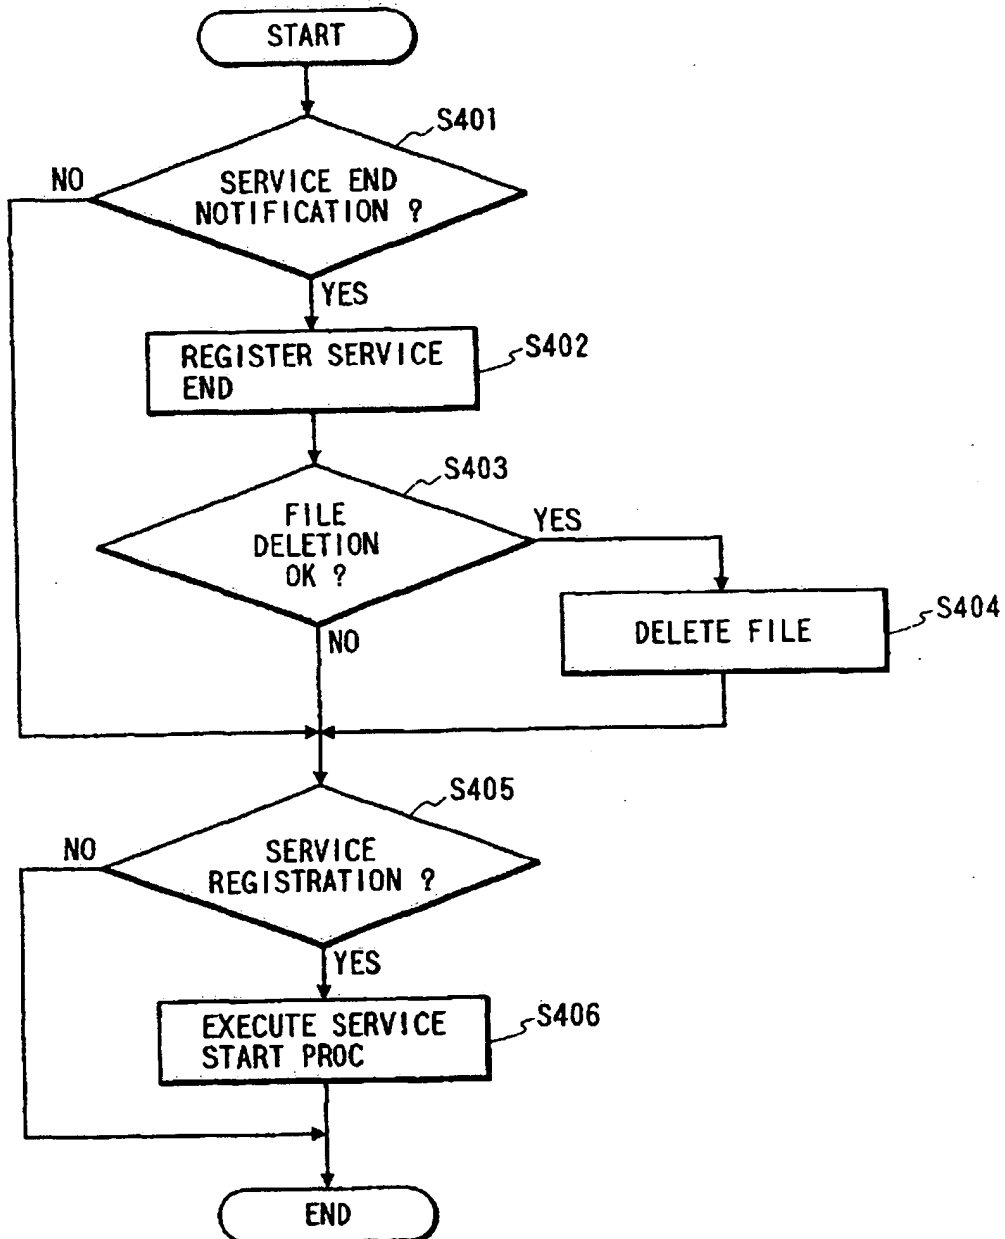 START
S401
NO
SERVICE END
NOTIFICATION ?
YES
REGISTER SERVICE
END
S402
S403
FILE
DELETION
OK ?
YES
NO
DELETE FILE
S404
S405
NO
SERVICE
REGISTRATION ?
YES
EXECUTE SERVICE
START PROC
S406
END